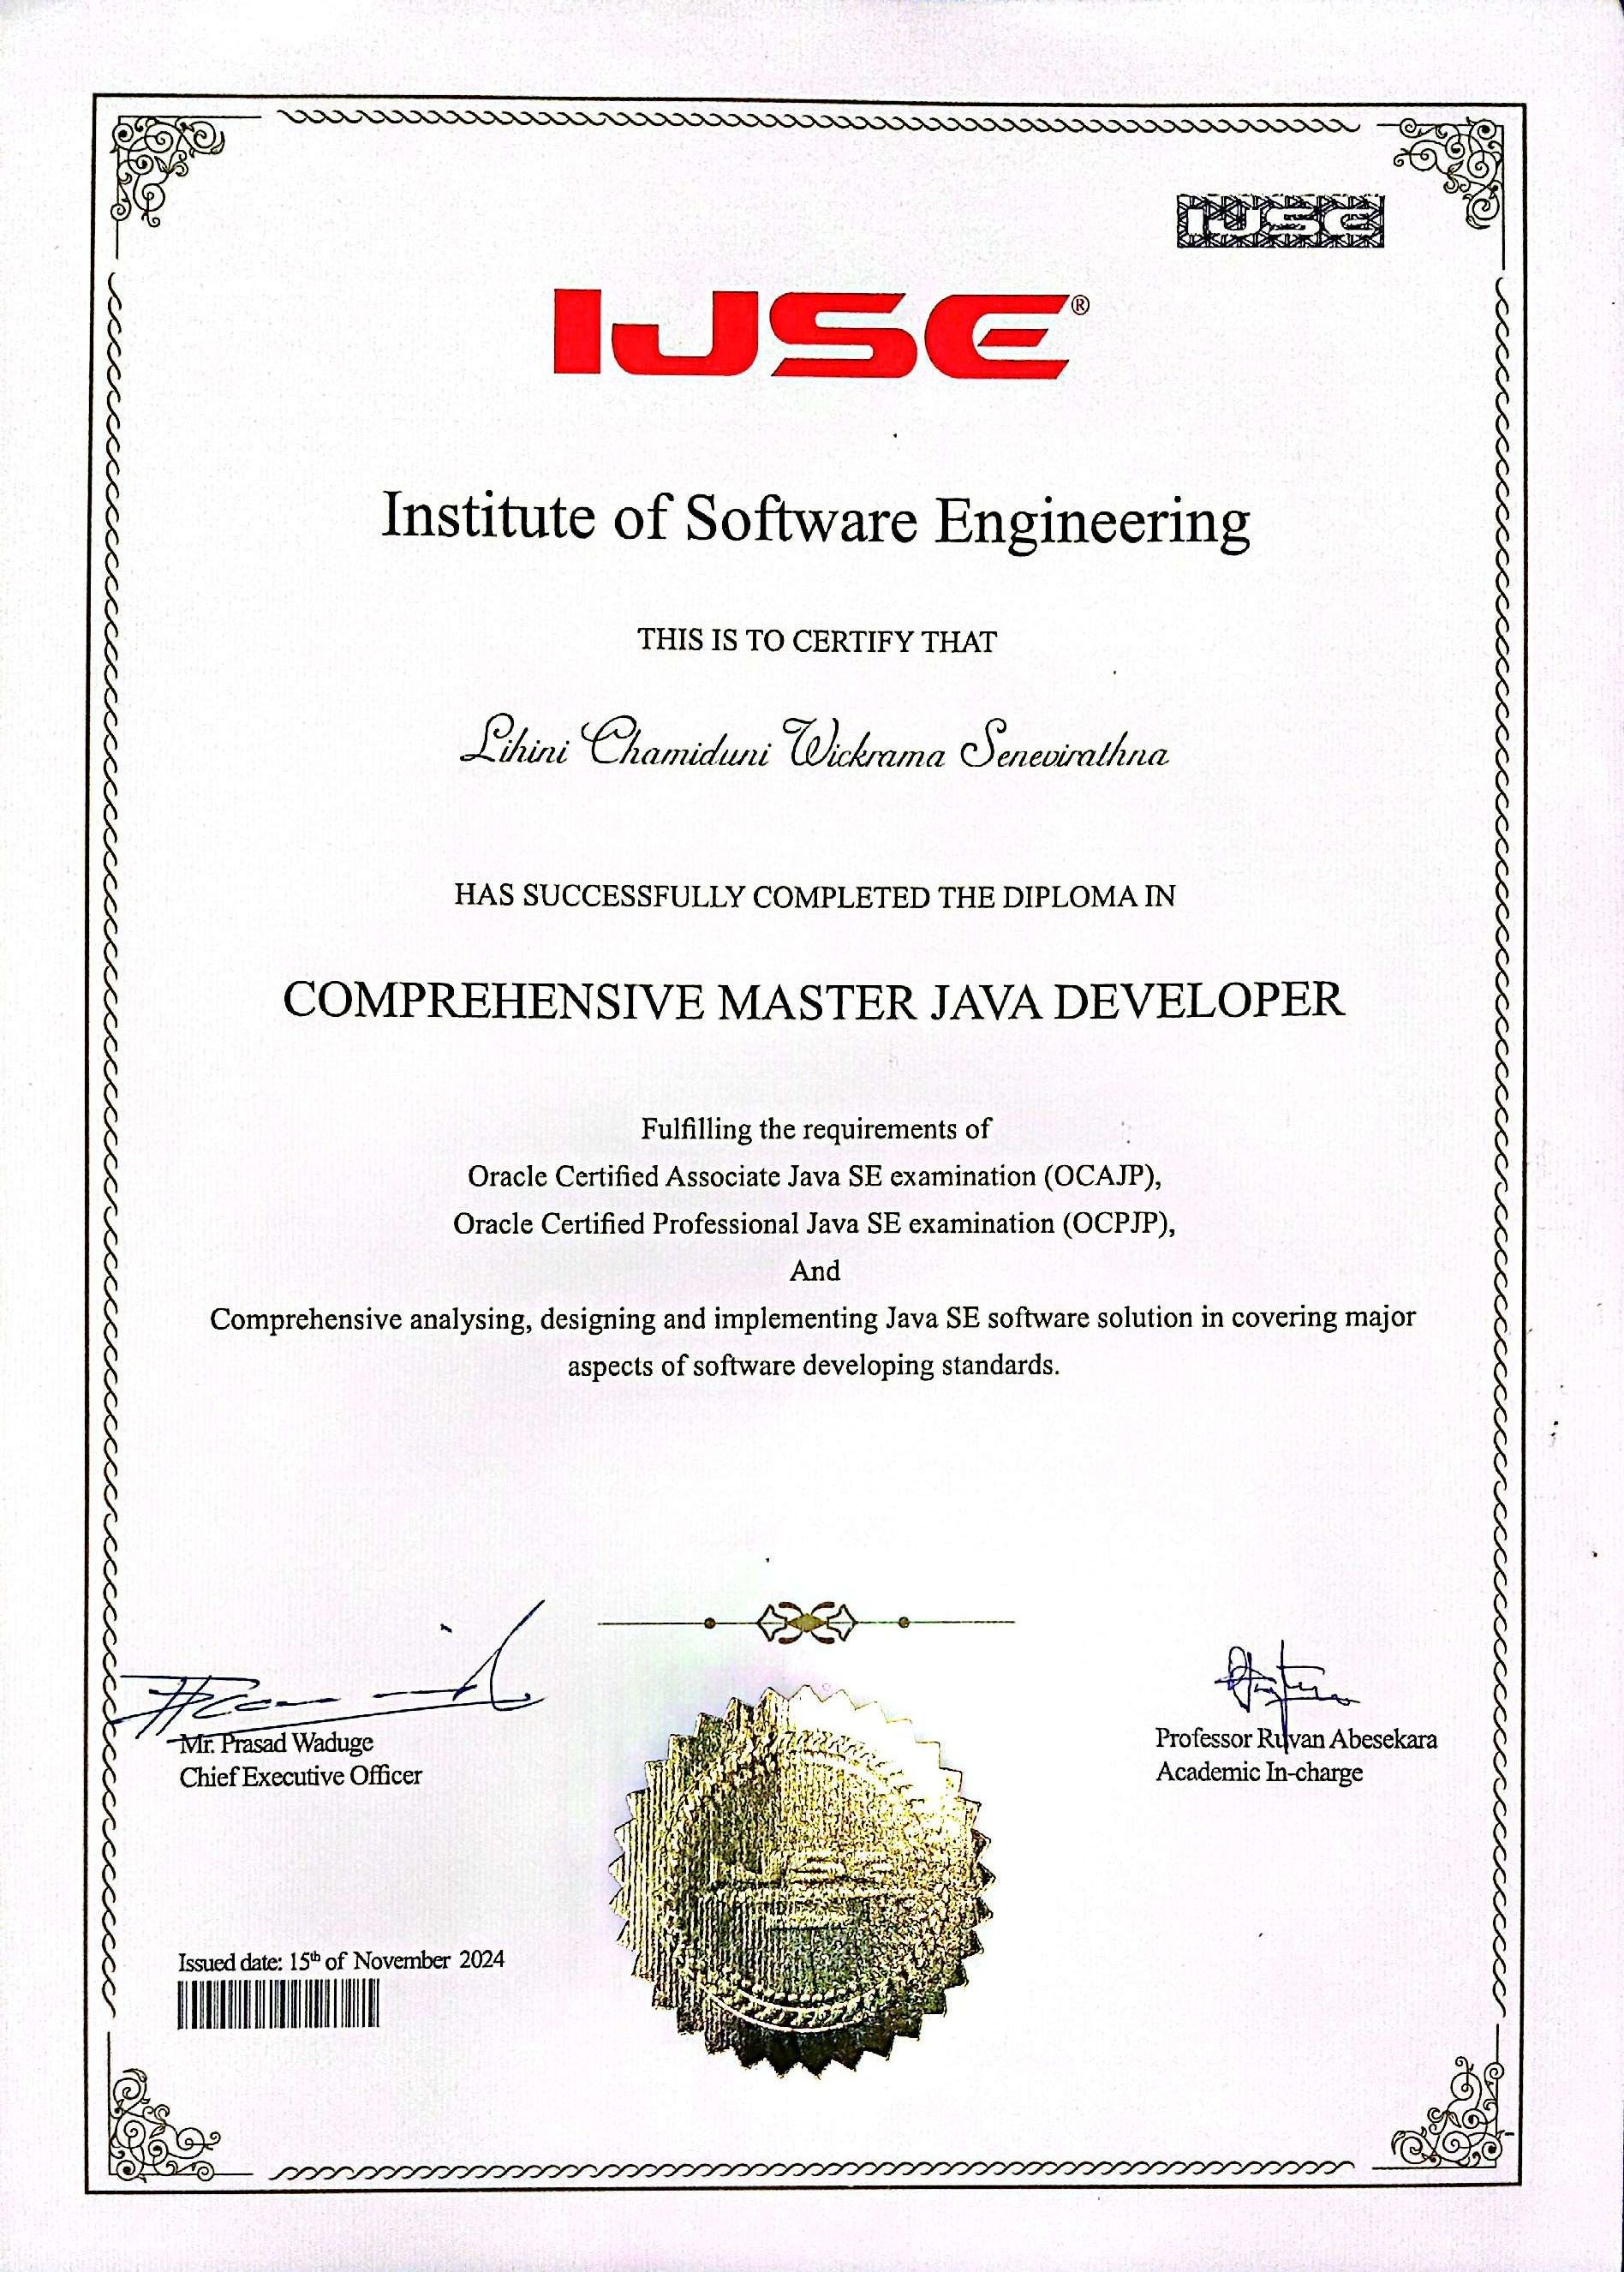 IJSE
IJSE®
Institute of Software Engineering
THIS IS TO CERTIFY THAT
Lihini Chamiduni Wickrama Senevirathna
HAS SUCCESSFULLY COMPLETED THE DIPLOMA IN
COMPREHENSIVE MASTER JAVA DEVELOPER
Fulfilling the requirements of
Oracle Certified Associate Java SE examination (OCAJP),
Oracle Certified Professional Java SE examination (OCPJP),
And
Comprehensive analysing, designing and implementing Java SE software solution in covering major
aspects of software developing standards.
Mr. Prasad Waduge
Chief Executive Officer
Professor Ruvan Abesekara
Academic In-charge
Issued date: 15th of November 2024